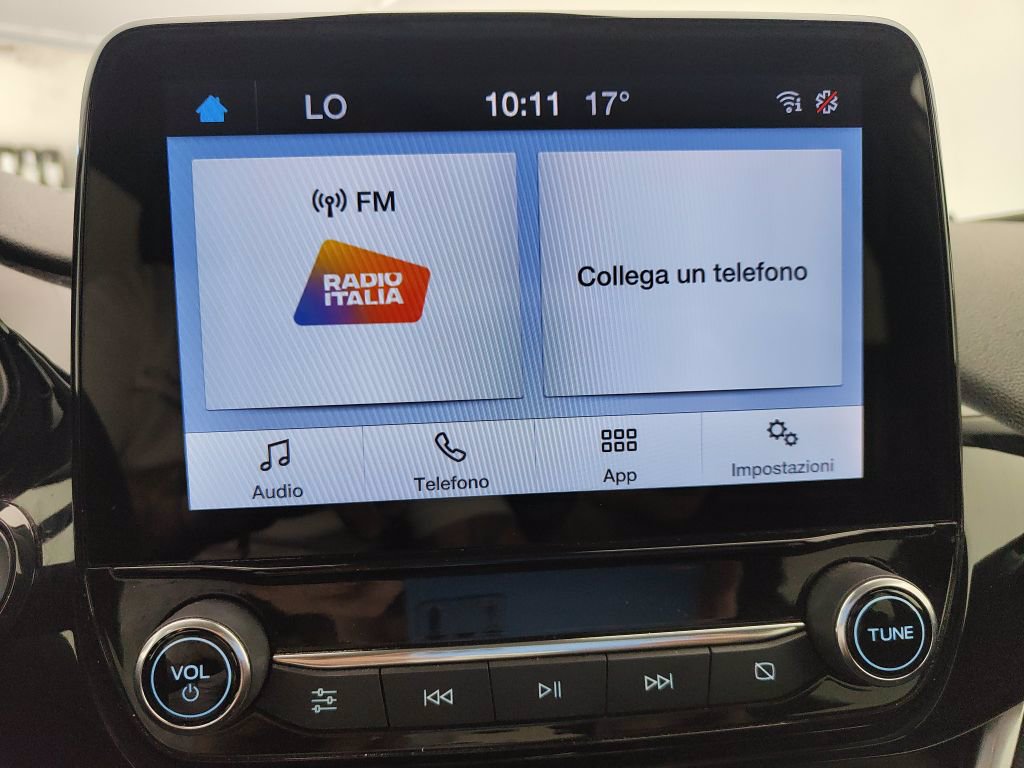 LO
10:11
17°
FM
RADIO
ITALIA
Collega un telefono
Audio
Telefono
App
Impostazioni
VOL
TUNE